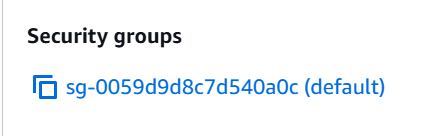 Security groups
sg-0059d9d8c7d540a0c (default)